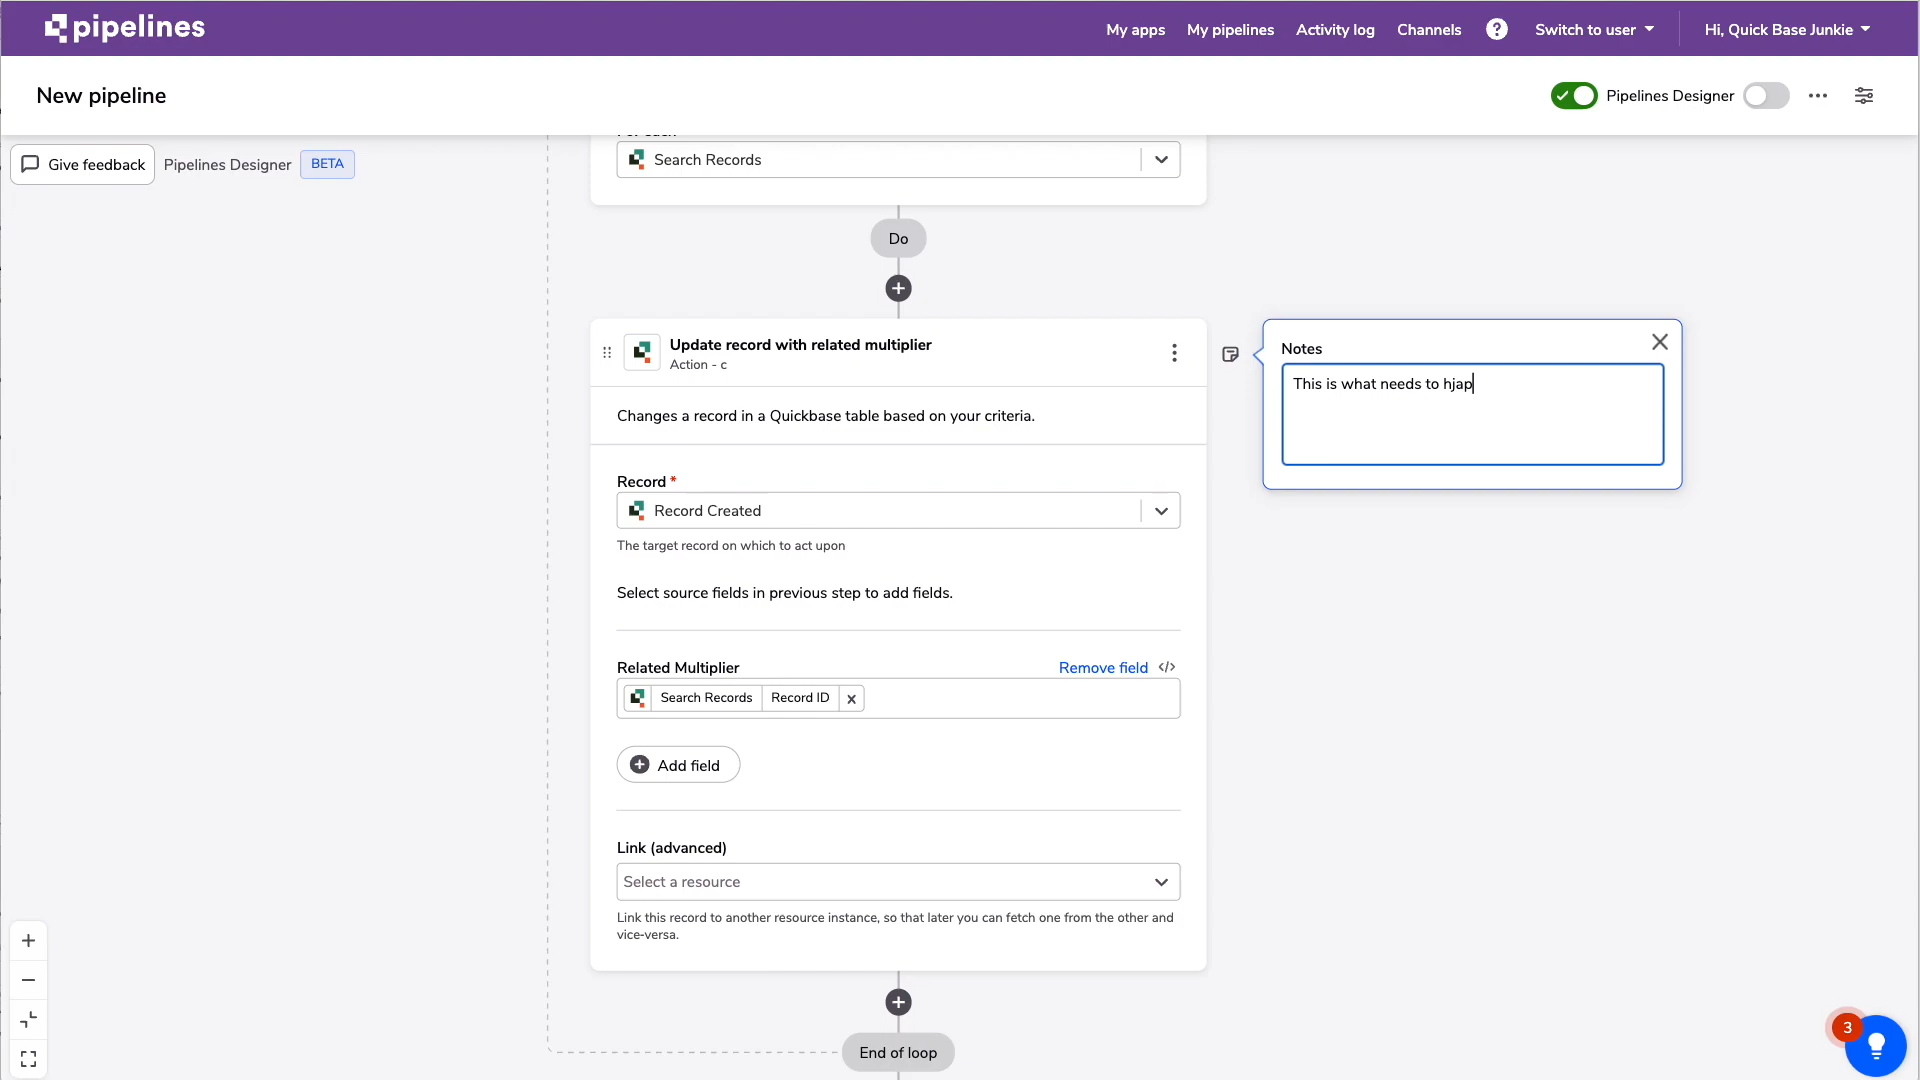 pipelines
My apps
My pipelines
Activity log
Channels
?
Switch to user
Hi, Quick Base Junkie
New pipeline
Pipelines Designer
Give feedback
Pipelines Designer
BETA
Search Records
Do
Update record with related multiplier
Action - c
Notes
This is what needs to hjap
Changes a record in a Quickbase table based on your criteria.
Record *
Record Created
The target record on which to act upon
Select source fields in previous step to add fields.
Related Multiplier
Remove field </>
Search Records
Record ID
Add field
Link (advanced)
Select a resource
Link this record to another resource instance, so that later you can fetch one from the other and
vice-versa.
End of loop
3